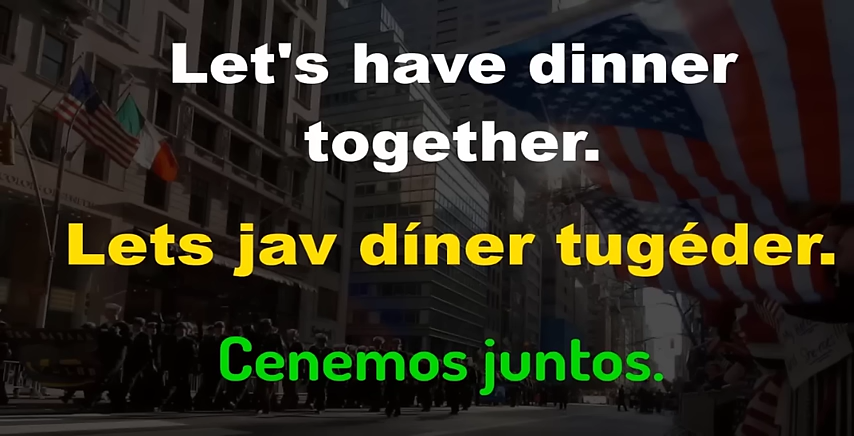 Let's have dinner
together.
Lets jav díner tugéder.
Cenemos juntos.